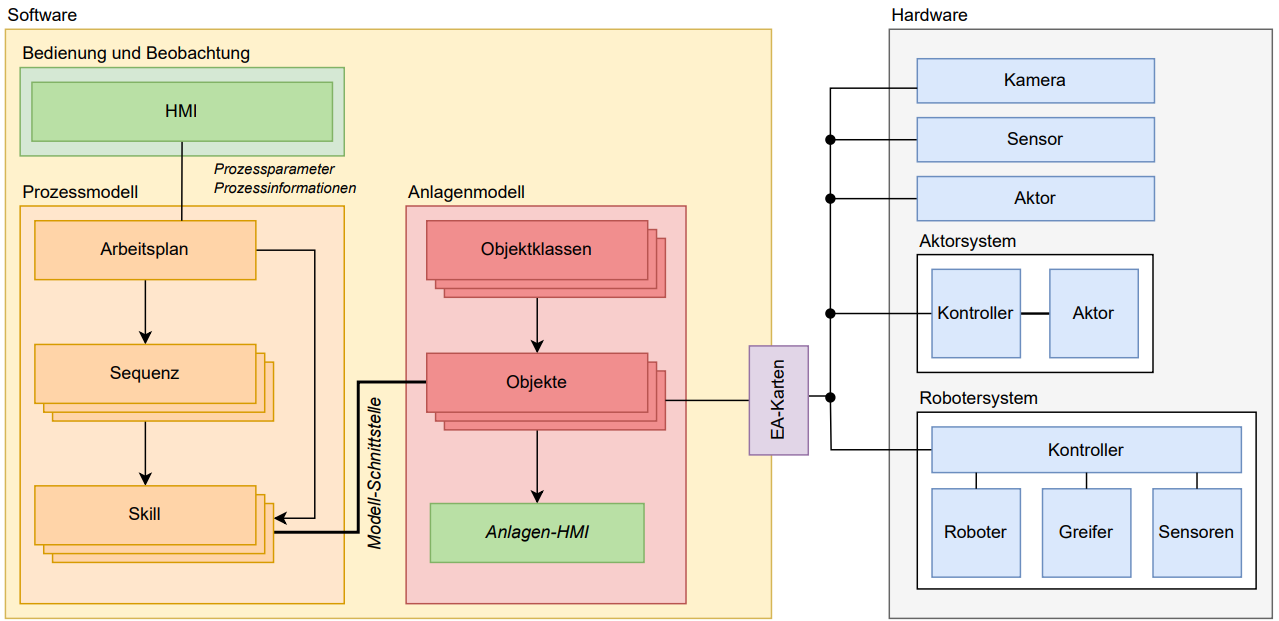 Software
Bedienung und Beobachtung
HMI
Prozessparameter
Prozessinformationen
Prozessmodell
Arbeitsplan
Sequenz
Skill
Modell-Schnittstelle
Anlagenmodell
Objektklassen
Objekte
Anlagen-HMI
EA-Karten
Hardware
Kamera
Sensor
Aktor
Aktorsystem
Kontroller
Aktor
Robotersystem
Kontroller
Roboter
Greifer
Sensoren